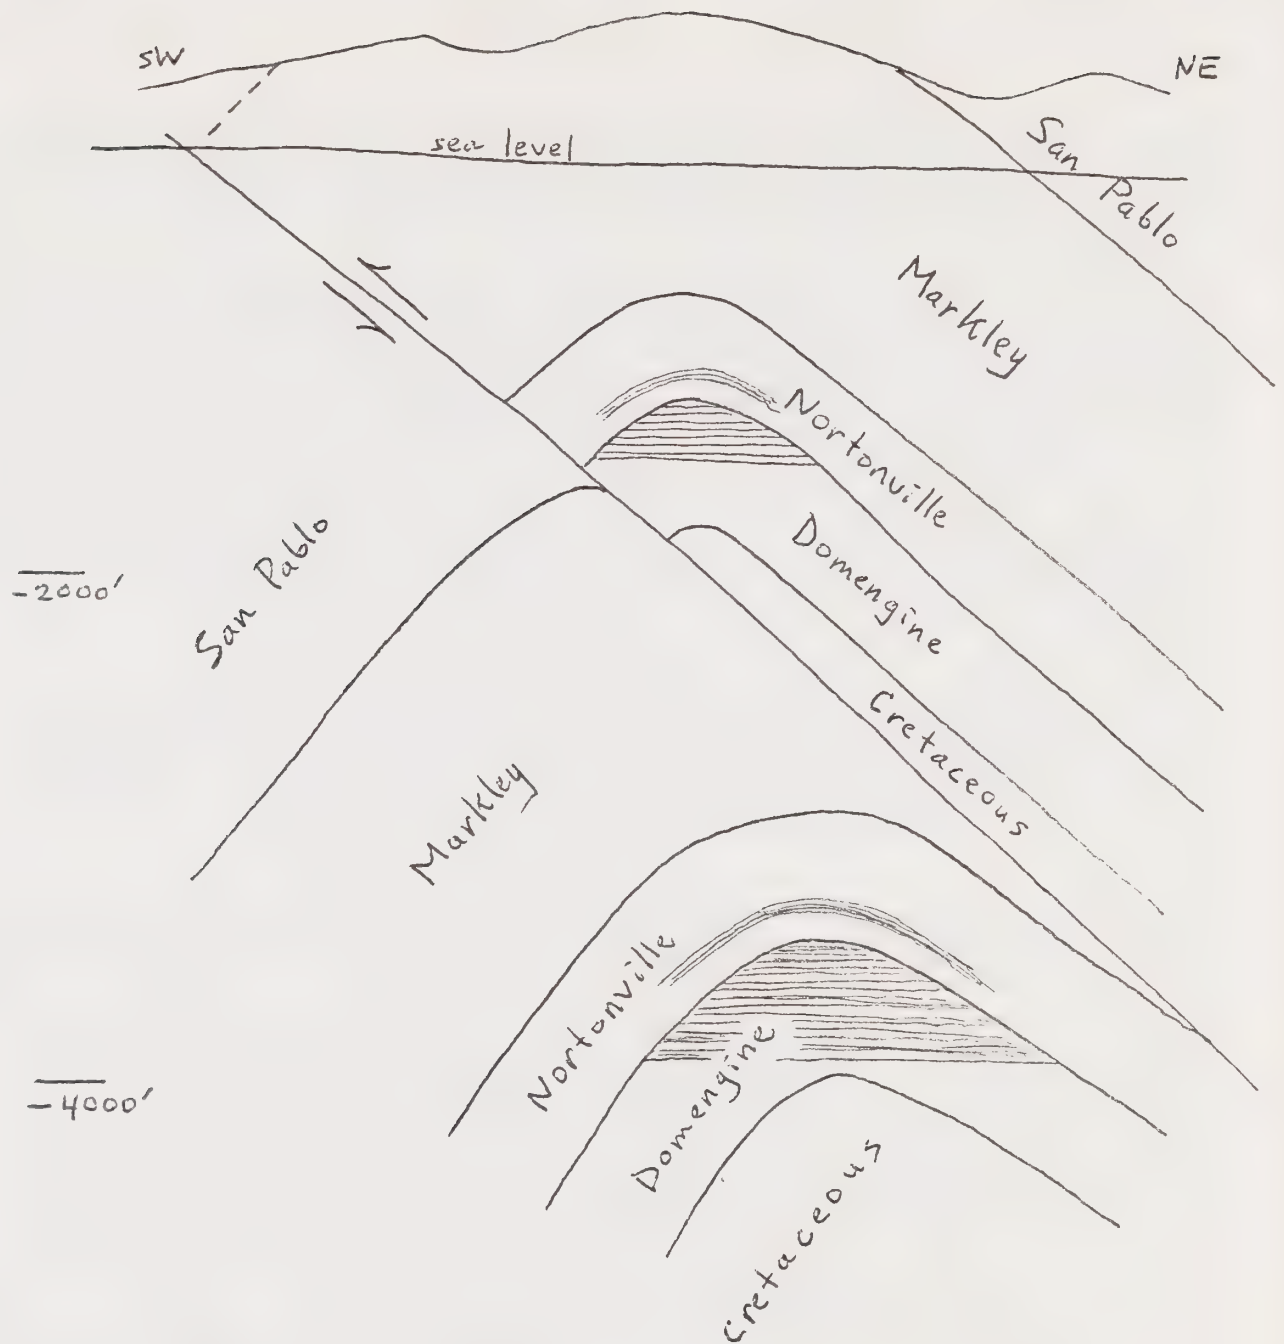 SW
NE
sea level
San Pablo
Markley
Nortonville
Domengine
-2000'
San Pablo
Cretaceous
Markley
Nortonville
Domengine
-4000'
Cretaceous